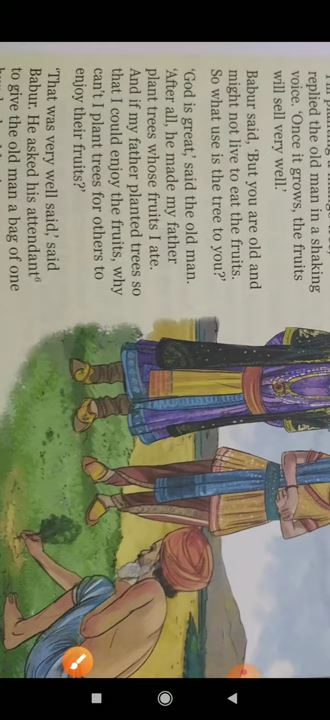 replied the old man in a shaking
voice. ‘Once it grows, the fruits
will sell very well.’
Babur said, ‘But you are old and
might not live to eat the fruits.
So what use is the tree to you?’
‘God is great,’ said the old man.
‘After all, he made my father
plant trees whose fruits I ate.
And if my father planted trees so
that I could enjoy the fruits, why
can’t I plant trees for others to
enjoy their fruits?’
‘That was very well said,’ said
Babur. He asked his attendant⁶
to give the old man a bag of one